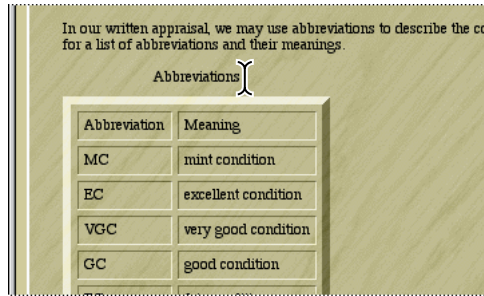 In our written appraisal, we may use abbreviations to describe the
for a list of abbreviations and their meanings.
Abbreviations
Abbreviation Meaning
MC mint condition
EC excellent condition
VGC very good condition
GC good condition